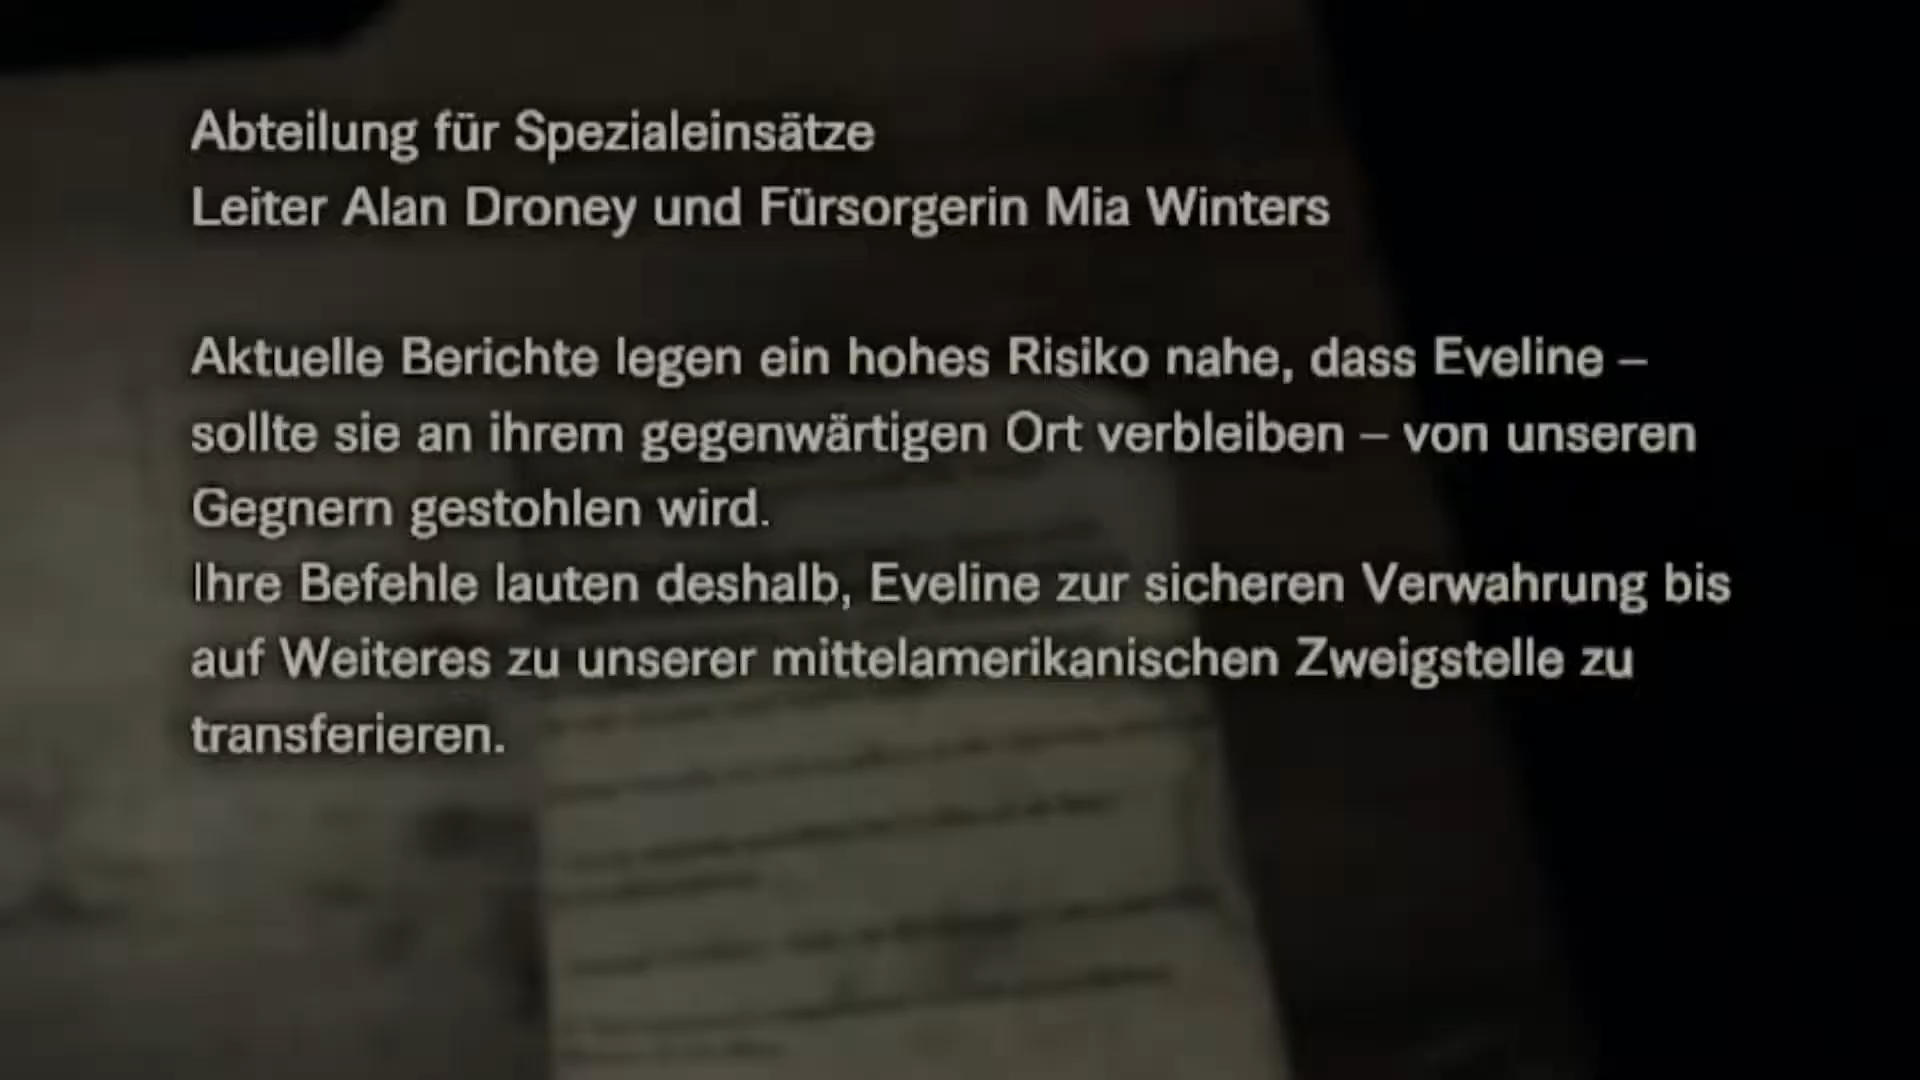 Abteilung für Spezialeinsätze
Leiter Alan Droney und Fürsorgerin Mia Winters
Aktuelle Berichte legen ein hohes Risiko nahe, dass Eveline –
sollte sie an ihrem gegenwärtigen Ort verbleiben – von unseren
Gegnern gestohlen wird.
Ihre Befehle lauten deshalb, Eveline zur sicheren Verwahrung bis
auf Weiteres zu unserer mittelamerikanischen Zweigstelle zu
transferieren.